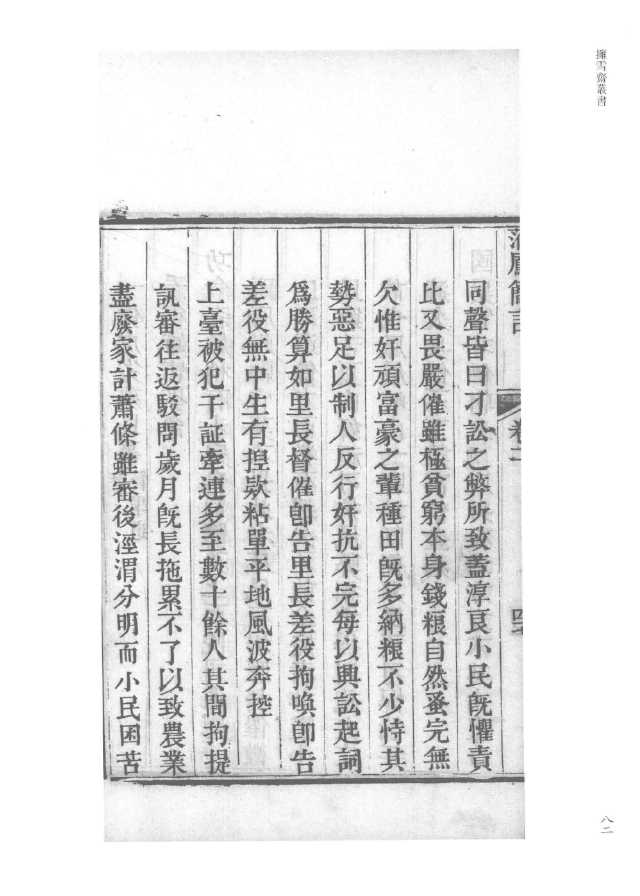 擁雪齋叢書
卷二
同聲皆曰才訟之弊所致蓋淳良小民旣懼責
比又畏嚴催雖極貧窮本身錢粮自然蚤完無
欠惟奸頑富豪之軰種田旣多納粮不少恃其
勢惡足以制人反行奸抗不完每以興訟起詞
爲勝算如里長督催卽告里長差役拘喚卽告
差役無中生有揑欵粘單平地風波奔控
上臺被犯干証牽連多至數十餘人其間拘提
訊審往返駁問歲月旣長拖累不了以致農業
盡廢家計蕭條雖審後涇渭分明而小民困苦
八二